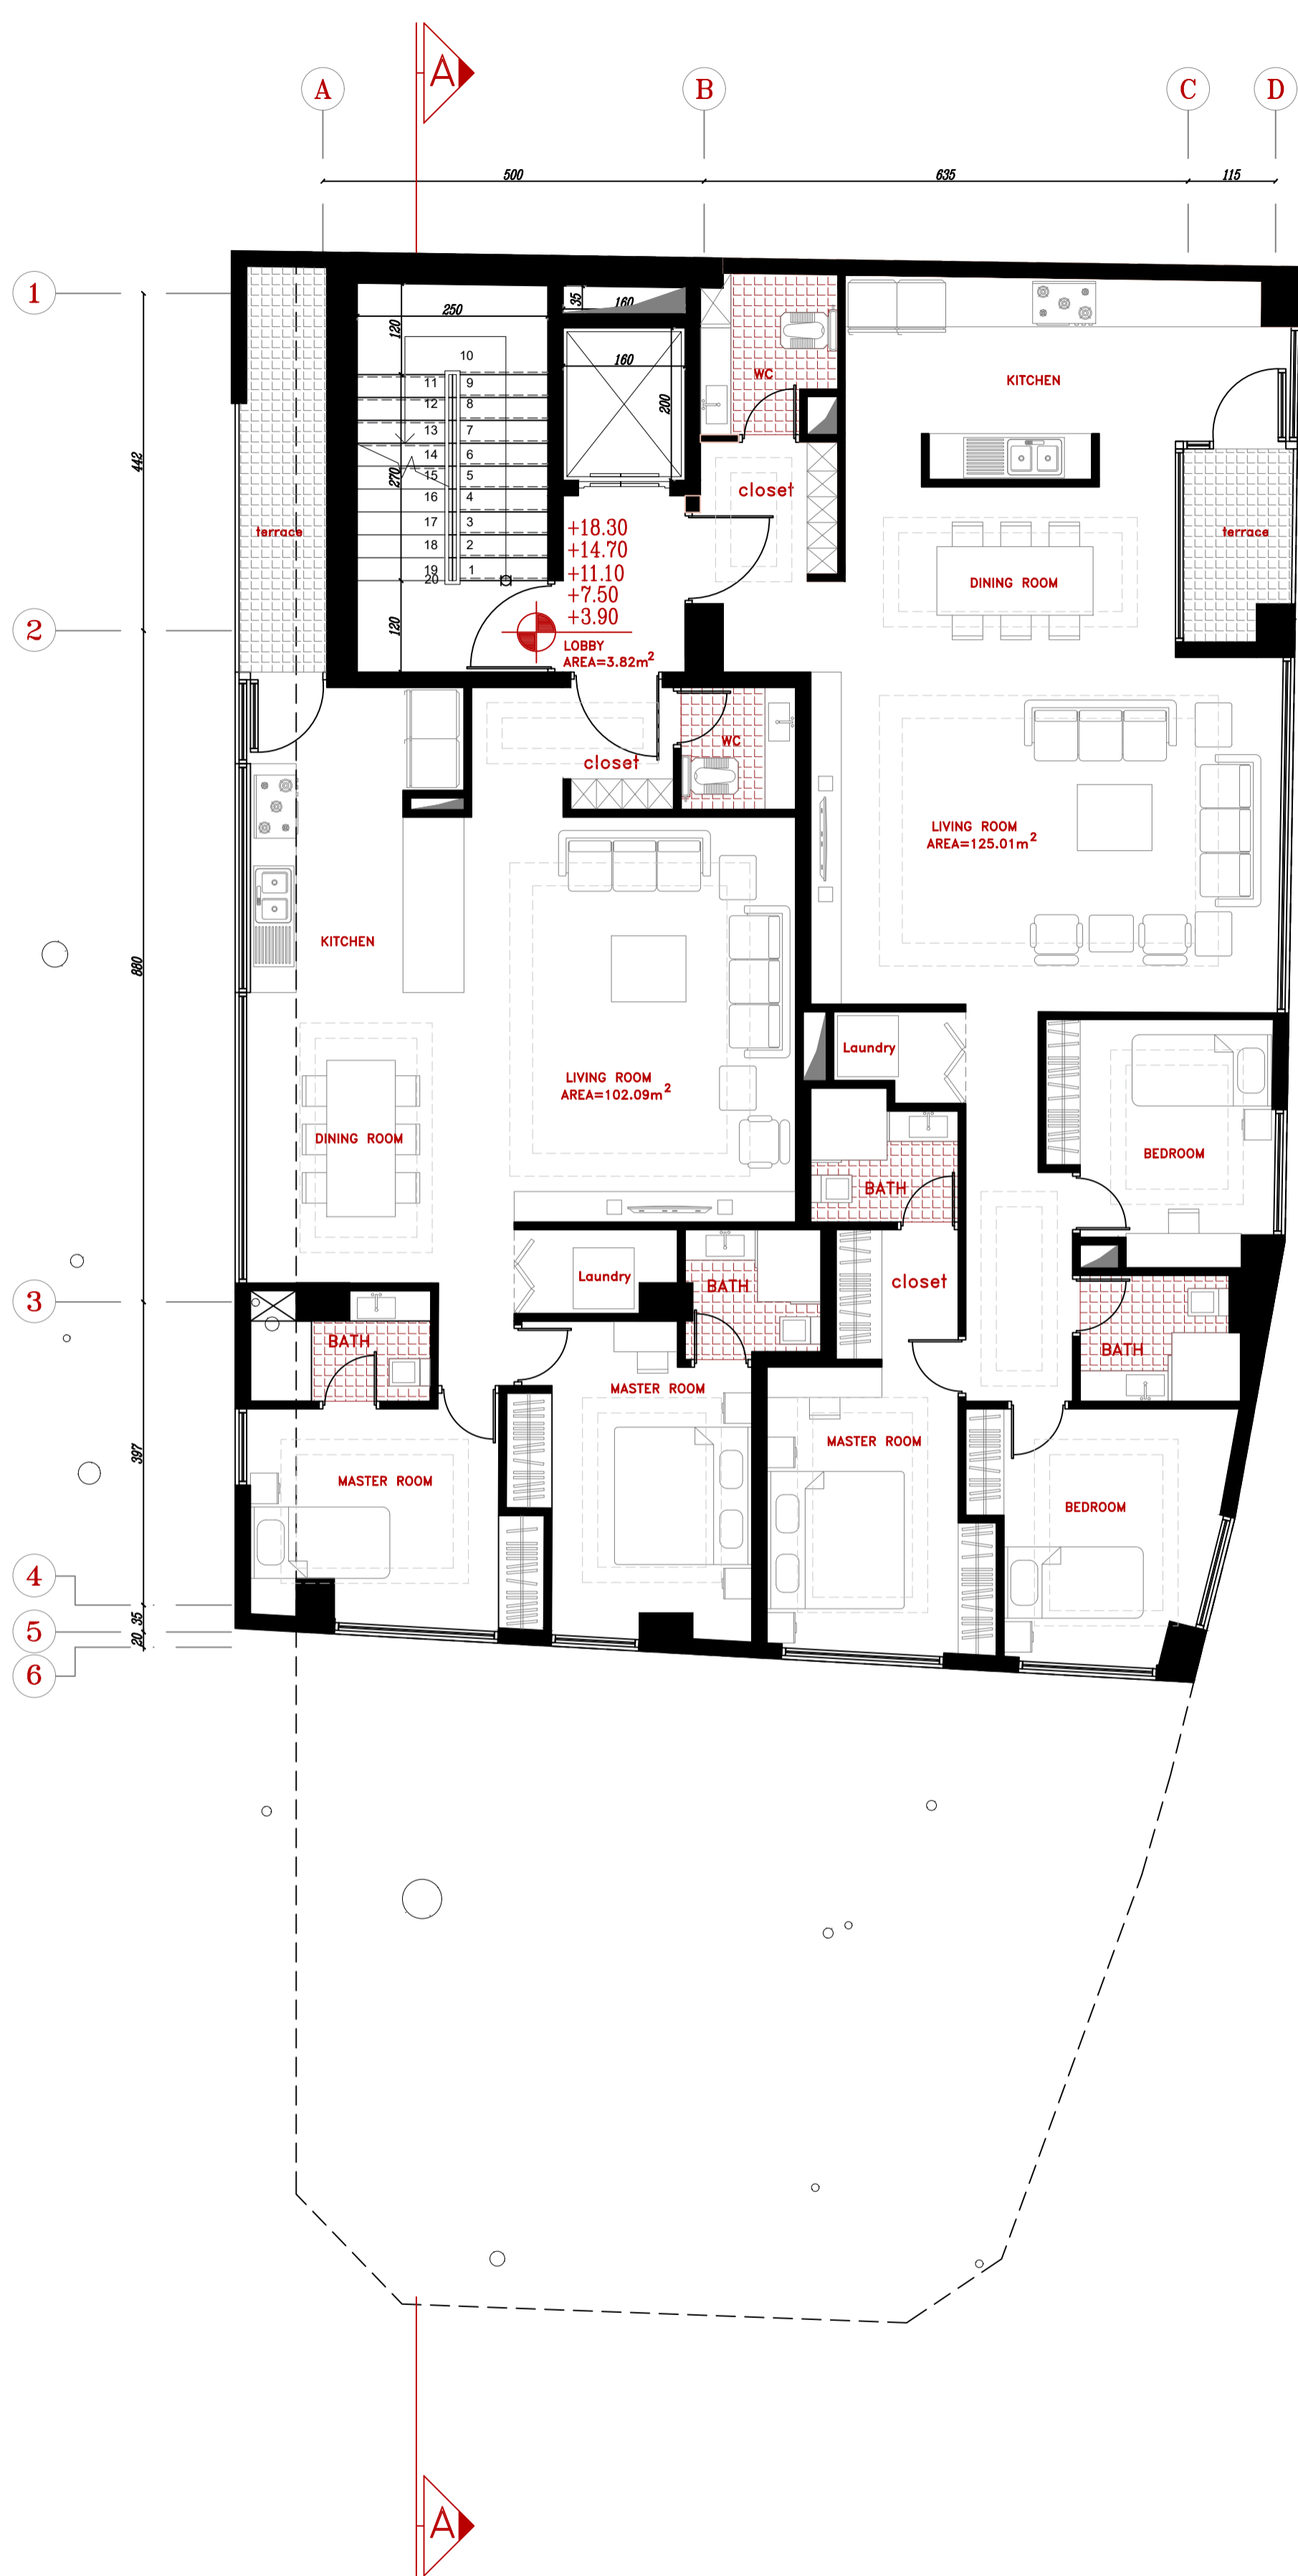 A
A
B
C
D
500
635
115
1
35
160
WC
250
120
160
200
KITCHEN
10
11
9
12
8
13
7
14
6
15
5
16
4
17
3
18
2
19
1
20
270
120
442
closet
terrace
terrace
+18.30
+14.70
+11.10
+7.50
+3.90
DINING ROOM
2
LOBBY
AREA=3.82m²
WC
closet
LIVING ROOM
AREA=125.01m²
KITCHEN
880
Laundry
LIVING ROOM
AREA=102.09m²
DINING ROOM
BEDROOM
BATH
Laundry
BATH
closet
3
BATH
BATH
MASTER ROOM
MASTER ROOM
MASTER ROOM
397
BEDROOM
4
35
5
20
6
A